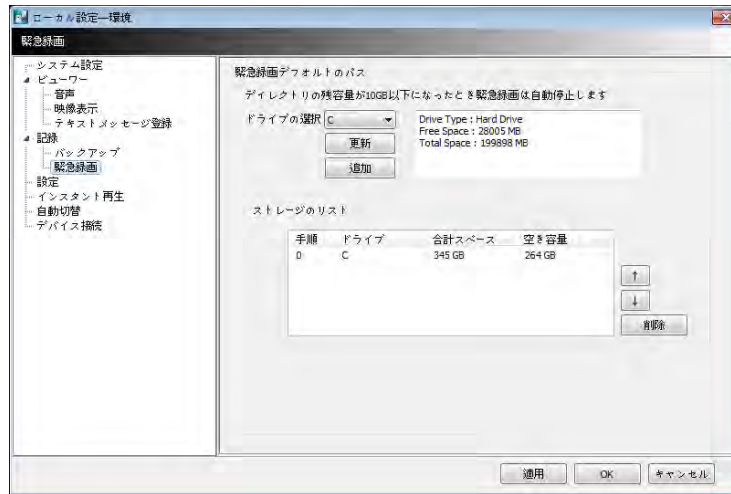 ローカル設定―環境
緊急録画
システム設定
ビューワー
音声
映像表示
テキストメッセージ登録
記録
バックアップ
緊急録画
設定
インスタント再生
自動切替
デバイス接続
緊急録画デフォルトのパス
ディレクトリの残容量が10GB以下になったとき緊急録画は自動停止します
ドライブの選択 C
更新
追加
Drive Type : Hard Drive
Free Space : 28005 MB
Total Space : 199898 MB
ストレージのリスト
手順 ドライブ 合計スペース 空き容量
0 C 345 GB 264 GB
↑
↓
削除
適用 OK キャンセル